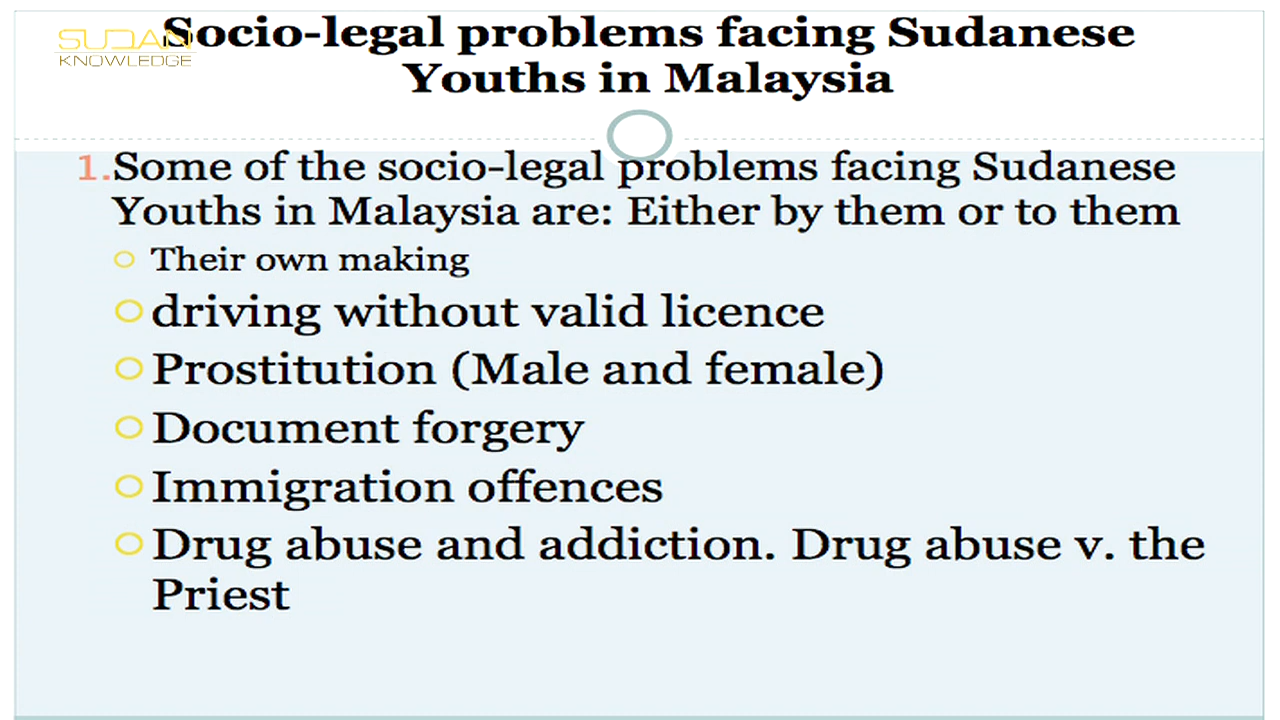 SUDAN
KNOWLEDGE
Socio-legal problems facing Sudanese
Youths in Malaysia
1.Some of the socio-legal problems facing Sudanese
Youths in Malaysia are: Either by them or to them
Their own making
driving without valid licence
Prostitution (Male and female)
Document forgery
Immigration offences
Drug abuse and addiction. Drug abuse v. the
Priest